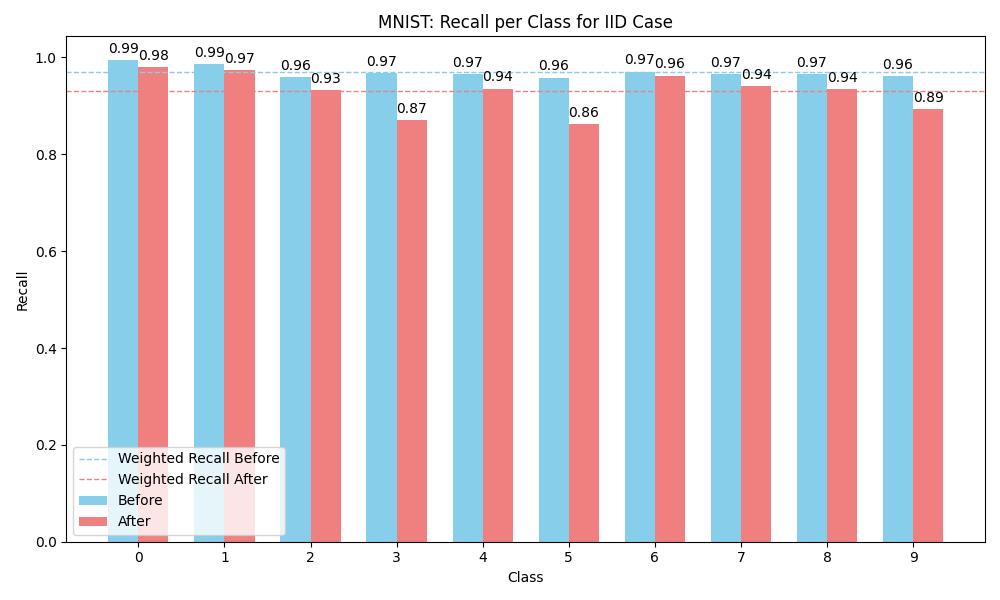 MNIST: Recall per Class for IID Case
0.99 0.98 0.99 0.97 0.96 0.93 0.97 0.87 0.97 0.94 0.96 0.86 0.97 0.96 0.97 0.94 0.97 0.94 0.96 0.89
1.0
0.8
0.6
0.4
0.2
0.0
Recall
Weighted Recall Before
Weighted Recall After
Before
After
0 1 2 3 4 5 6 7 8 9
Class